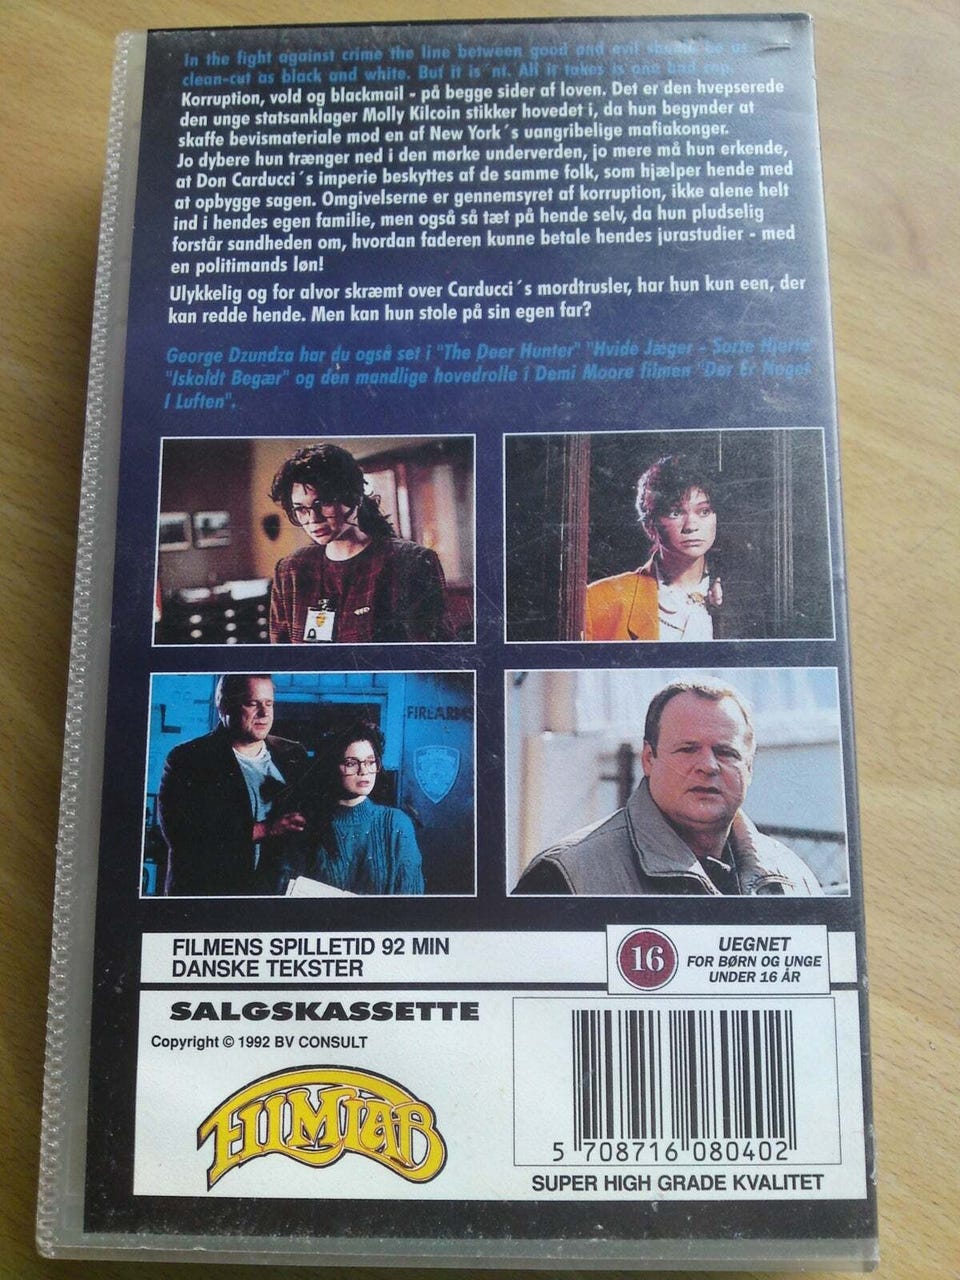 In the fight against crime the line between good and evil should be as
clean-cut as black and white. But it is´nt. All it takes is one bad cop.
Korruption, vold og blackmail - på begge sider af loven. Det er den hvepserede
den unge statsanklager Molly Kilcoin stikker hovedet i, da hun begynder at
skaffe bevismateriale mod en af New York´s uangribelige mafiakonger.
Jo dybere hun trænger ned i den mørke underverden, jo mere må hun erkende,
at Don Carducci´s imperie beskyttes af de samme folk, som hjælper hende med
at opbygge sagen. Omgivelserne er gennemsyret af korruption, ikke alene helt
ind i hendes egen familie, men også så tæt på hende selv, da hun pludselig
forstår sandheden om, hvordan faderen kunne betale hendes jurastudier - med
en politimands løn!
Ulykkelig og for alvor skræmt over Carducci´s mordtrusler, har hun kun een, der
kan redde hende. Men kan hun stole på sin egen far?
George Dzundza har du også set i "The Deer Hunter" "Hvide Jæger - Sorte Hjerte"
"Iskoldt Begær" og den mandlige hovedrolle i Demi Moore filmen "Der Er Noget
I Luften".
FIREARMS
FILMENS SPILLETID 92 MIN
DANSKE TEKSTER
16
UEGNET
FOR BØRN OG UNGE
UNDER 16 ÅR
SALGSKASSETTE
Copyright © 1992 BV CONSULT
FILMLAB
5 708716 080402
SUPER HIGH GRADE KVALITET